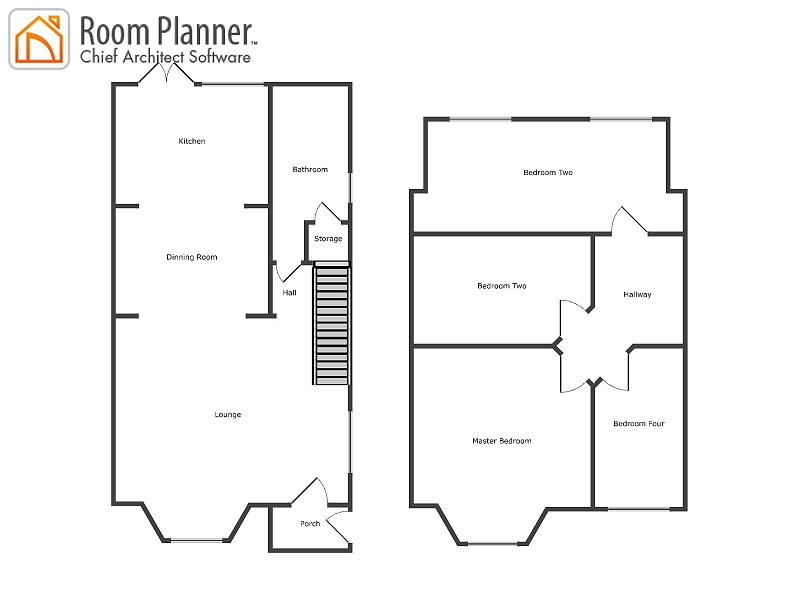 Room Planner™
Chief Architect Software
Kitchen
Bathroom
Storage
Dinning Room
Hall
Lounge
Porch
Bedroom Two
Bedroom Two
Hallway
Bedroom Four
Master Bedroom